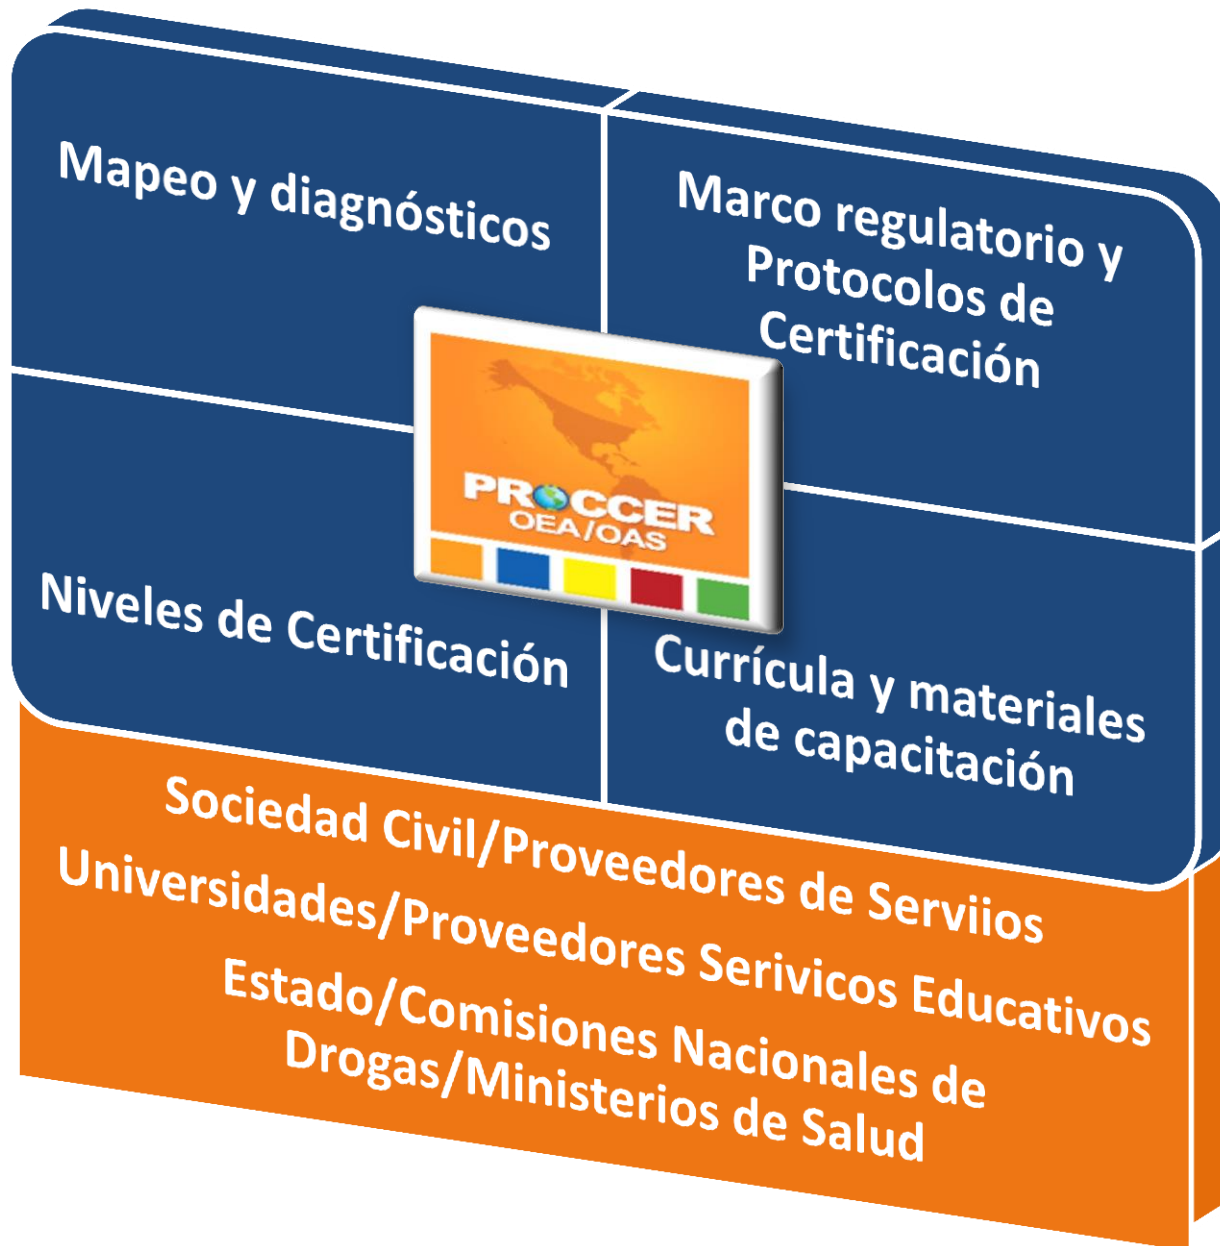 Mapeo y diagnósticos
Marco regulatorio y
Protocolos de
Certificación
PROCCER
OEA/OAS
Niveles de Certificación
Currícula y materiales
de capacitación
Sociedad Civil/Proveedores de Serviios
Universidades/Proveedores Serivicos Educativos
Estado/Comisiones Nacionales de
Drogas/Ministerios de Salud